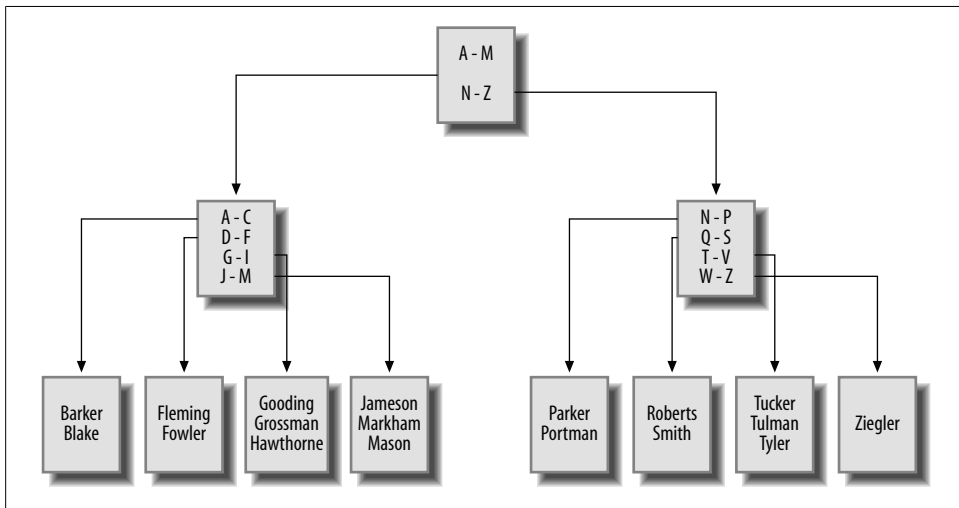 A - M
N - Z
A - C
D - F
G - I
J - M
N - P
Q - S
T - V
W - Z
Barker
Blake
Fleming
Fowler
Gooding
Grossman
Hawthorne
Jameson
Markham
Mason
Parker
Portman
Roberts
Smith
Tucker
Tulman
Tyler
Ziegler